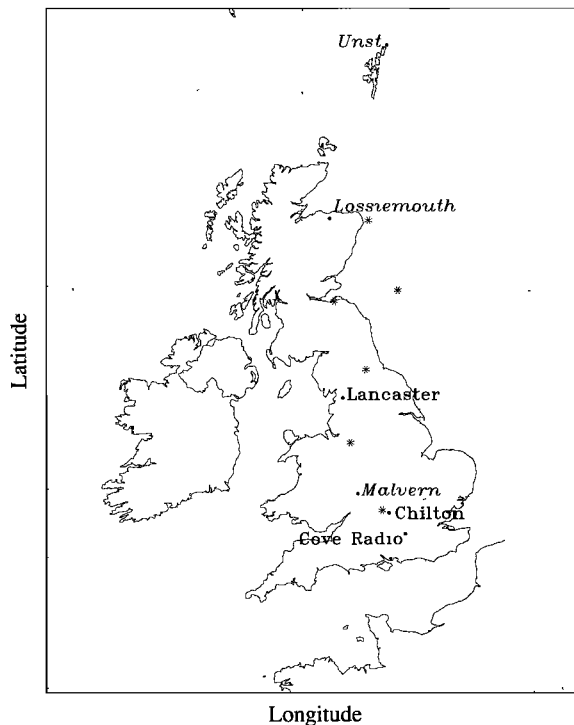 Unst
Lossiemouth
Lancaster
Malvern
Chilton
Cove Radio
Latitude
Longitude